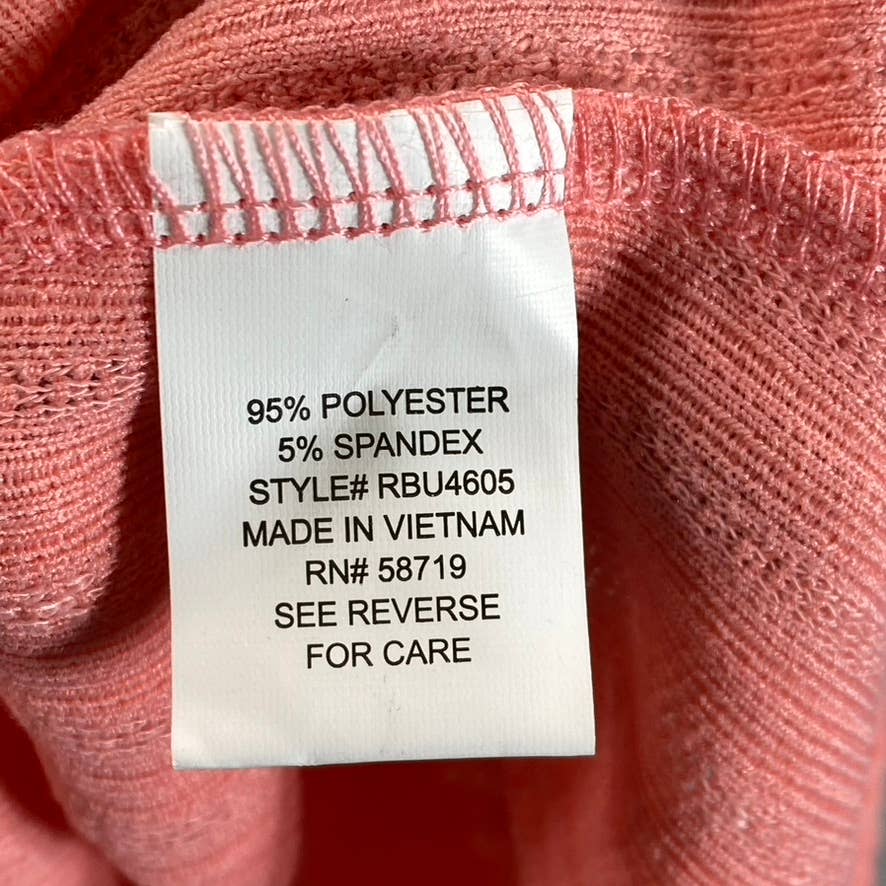 95% POLYESTER
5% SPANDEX
STYLE# RBU4605
MADE IN VIETNAM
RN# 58719
SEE REVERSE
FOR CARE